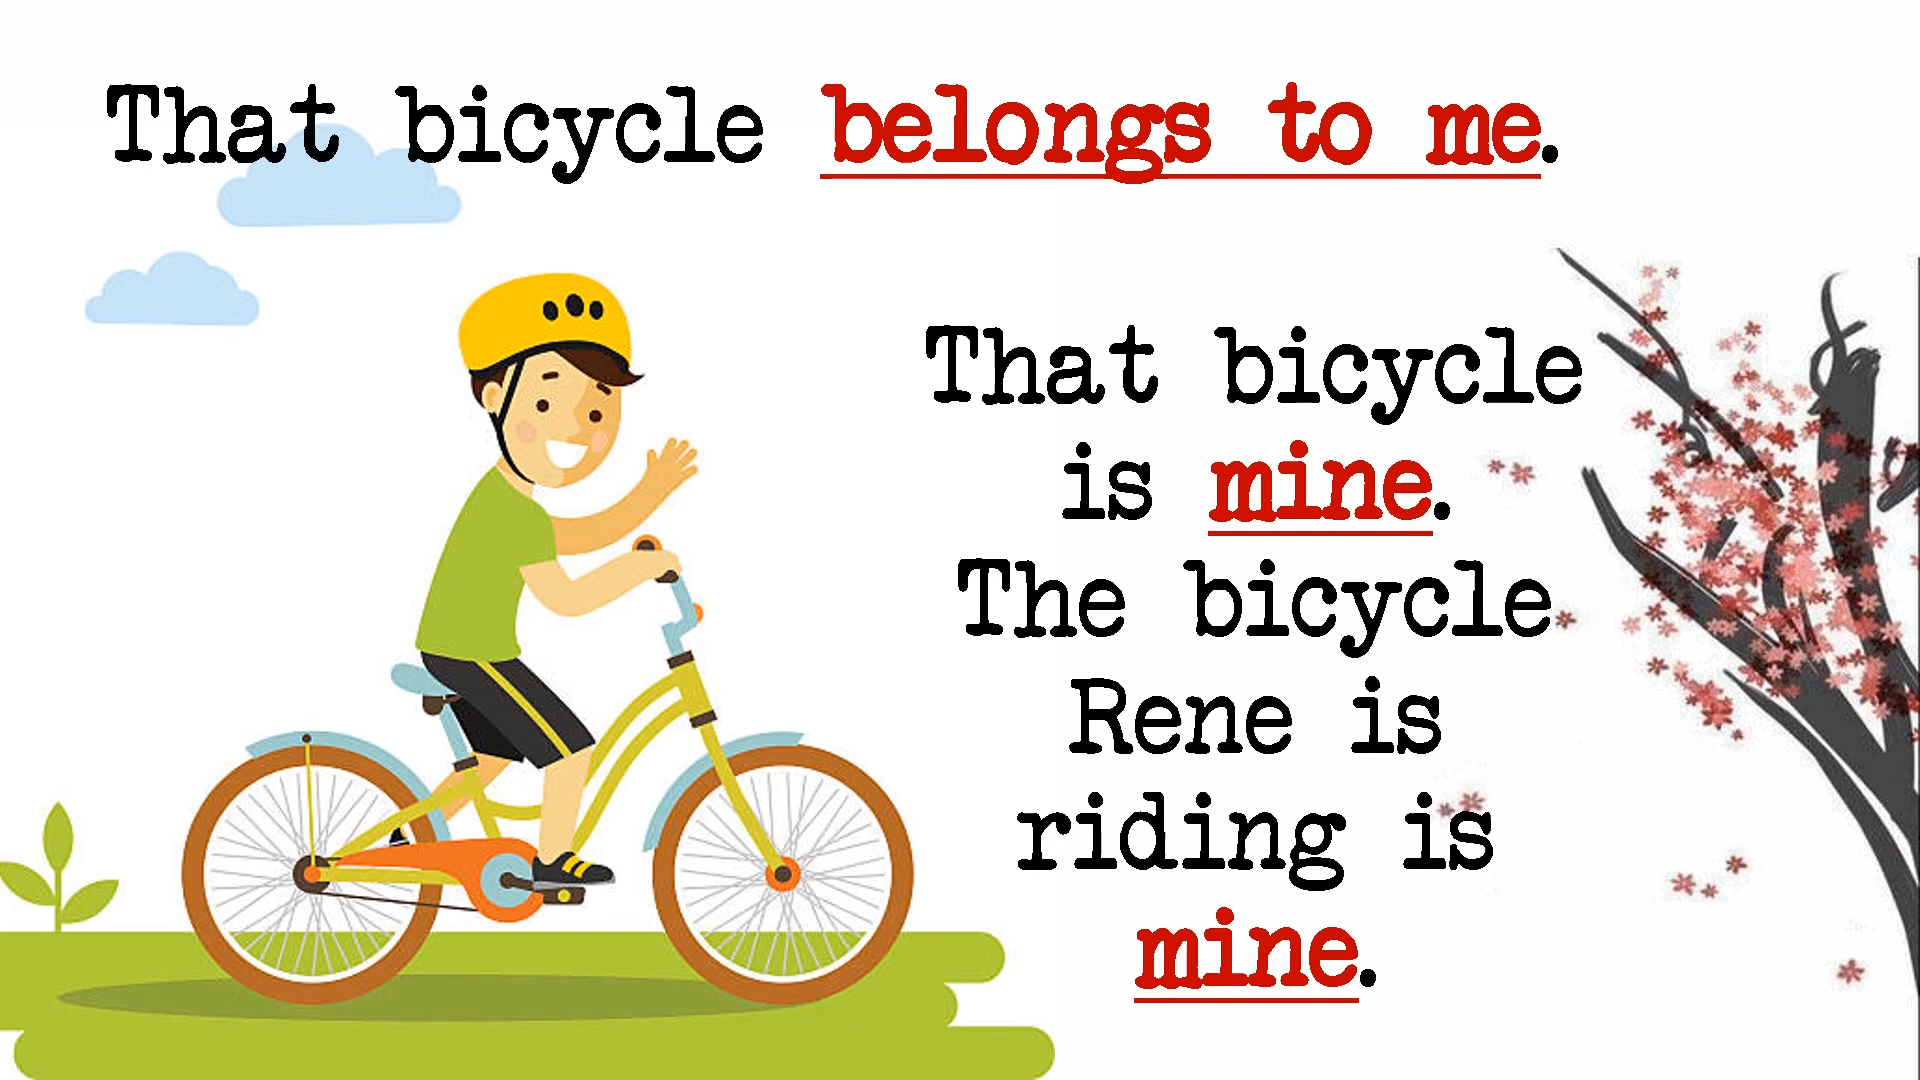 That bicycle belongs to me.
That bicycle
is mine.
The bicycle
Rene is
riding is
mine.